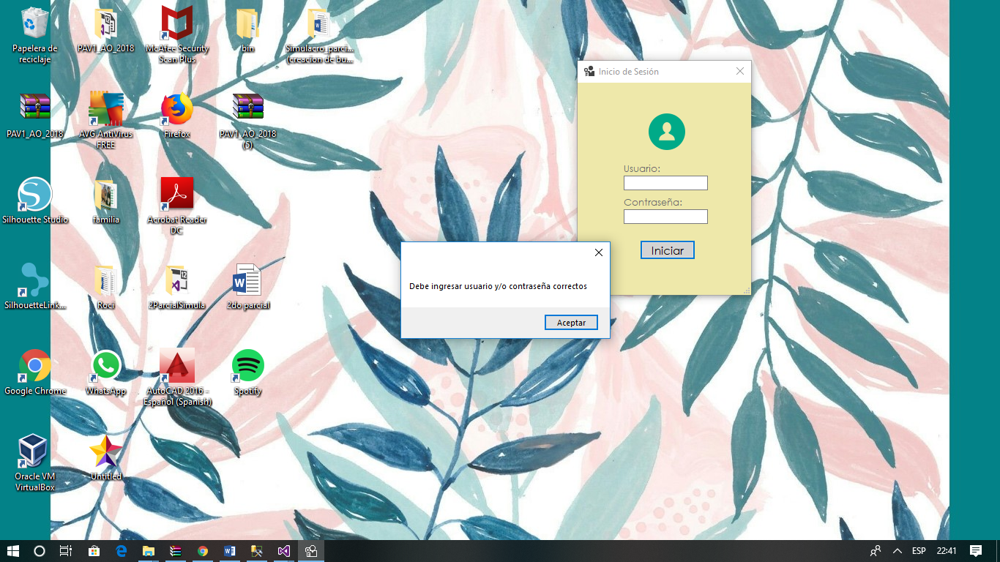 Papelera de
reciclaje
PAV1_AO_2018
McAfee Security
Scan Plus
bin
Simulacro_parci...
(creacion de bu...
PAV1_AO_2018
AVG AntiVirus
FREE
Firefox
PAV1_AO_2018
(5)
Silhouette Studio
familia
Acrobat Reader
DC
SilhouetteLink...
Roci
2ParcialSimula
2do parcial
Google Chrome
WhatsApp
AutoCAD 2016 -
Español (Spanish)
Spotify
Oracle VM
VirtualBox
Untitled
Inicio de Sesión
Usuario:
Contraseña:
Iniciar
Debe ingresar usuario y/o contraseña correctos
Aceptar
ESP
22:41